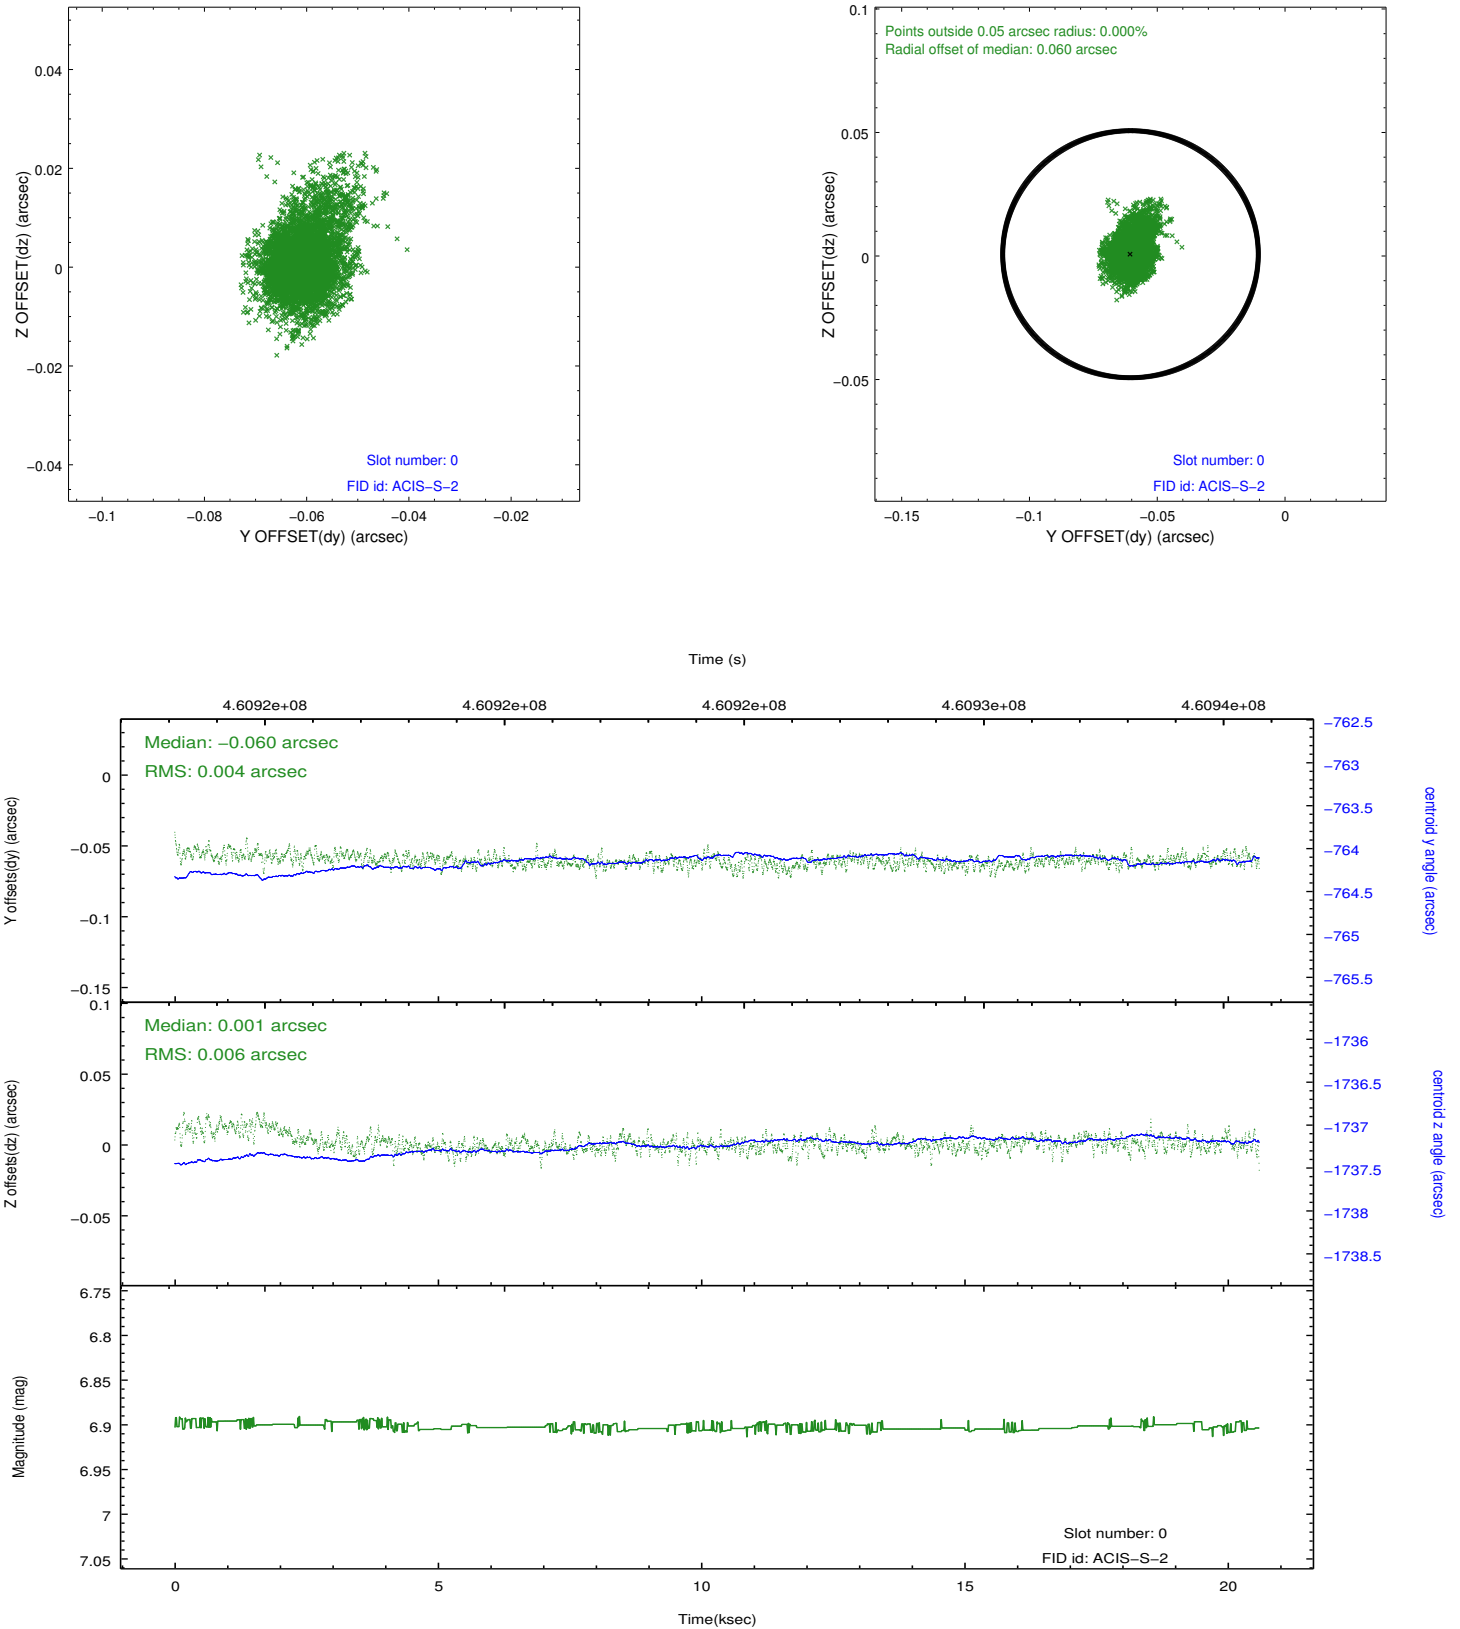 0.04
0.02
0
−0.02
−0.04
Z OFFSET(dz) (arcsec)
Slot number: 0
FID id: ACIS−S−2
−0.1
−0.08
−0.06
−0.04
−0.02
Y OFFSET(dy) (arcsec)
0.1
0.05
0
−0.05
Z OFFSET(dz) (arcsec)
Points outside 0.05 arcsec radius: 0.000%
Radial offset of median: 0.060 arcsec
Slot number: 0
FID id: ACIS−S−2
−0.15
−0.1
−0.05
0
Y OFFSET(dy) (arcsec)
Time (s)
4.6092e+08
4.6092e+08
4.6092e+08
4.6093e+08
4.6094e+08
Median: −0.060 arcsec
RMS: 0.004 arcsec
0
−0.05
−0.1
−0.15
Y offsets(dy) (arcsec)
−762.5
−763
−763.5
−764
−764.5
−765
−765.5
centroid y angle (arcsec)
Median: 0.001 arcsec
RMS: 0.006 arcsec
0.1
0.05
0
−0.05
Z offsets(dz) (arcsec)
−1736
−1736.5
−1737
−1737.5
−1738
−1738.5
centroid z angle (arcsec)
6.75
6.8
6.85
6.9
6.95
7
7.05
Magnitude (mag)
Slot number: 0
FID id: ACIS−S−2
0
5
10
15
20
Time(ksec)